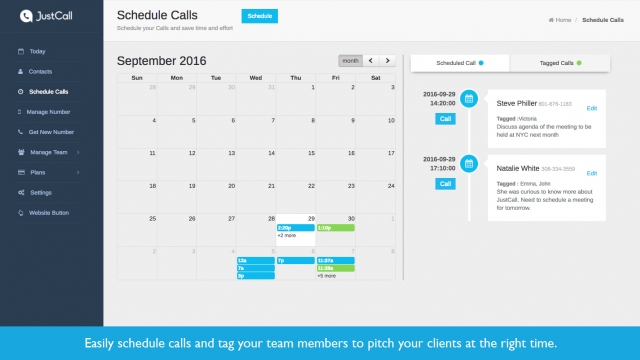 JustCall
Today
Contacts
Schedule Calls
Manage Number
Get New Number
Manage Team
Plans
Settings
Website Button
Schedule Calls
Schedule
Schedule your Calls and save time and effort
Home / Schedule Calls
September 2016
month
Sun Mon Tue Wed Thu Fri Sat
28 29 30 31 1 2 3
4 5 6 7 8 9 10
11 12 13 14 15 16 17
18 19 20 21 22 23 24
25 26 27 28 29 30 1
2:20p
+2 more
1:10p
2 3 4 5 6 7 8
12a
7a
3p
7p
11:37a
11:38a
+5 more
Scheduled Call
Tagged Calls
2016-09-29
14:20:00
Call
Steve Philler 801-876-1183
Edit
Tagged :Victoria
Discuss agenda of the meeting to be
held at NYC next month
2016-09-29
17:10:00
Call
Natalie White 308-334-3559
Edit
Tagged : Emma, John
She was curious to know more about
JustCall. Need to schedule a meeting
for tomorrow.
Easily schedule calls and tag your team members to pitch your clients at the right time.